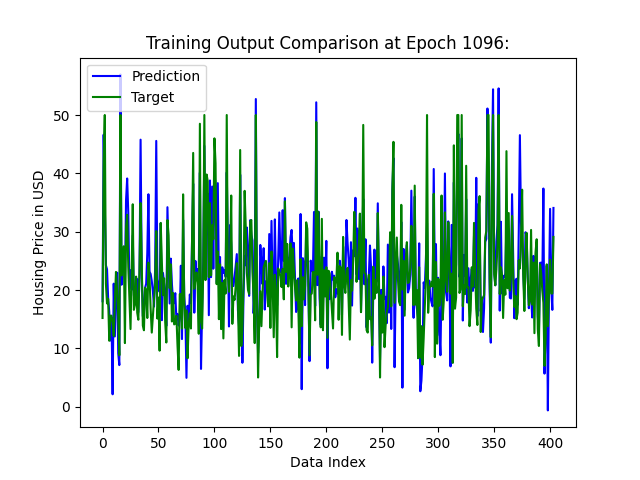 Training Output Comparison at Epoch 1096:
Prediction
Target
Housing Price in USD
50
40
30
20
10
0
0 50 100 150 200 250 300 350 400
Data Index